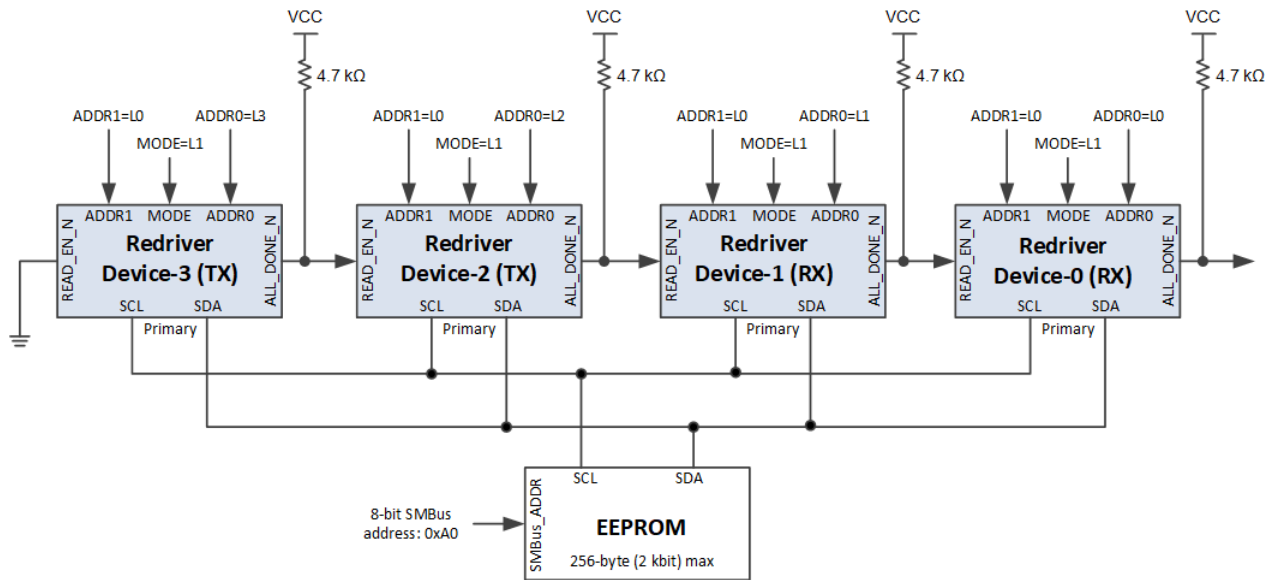 VCC
VCC
VCC
VCC
4.7 kΩ
4.7 kΩ
4.7 kΩ
4.7 kΩ
ADDR1=L0
ADDR0=L3
MODE=L1
ADDR1=L0
ADDR0=L2
MODE=L1
ADDR1=L0
ADDR0=L1
MODE=L1
ADDR1=L0
ADDR0=L0
MODE=L1
READ_EN_N
ADDR1
MODE
ADDR0
ALL_DONE_N
Redriver
Device-3 (TX)
SCL
SDA
Primary
READ_EN_N
ADDR1
MODE
ADDR0
ALL_DONE_N
Redriver
Device-2 (TX)
SCL
SDA
Primary
READ_EN_N
ADDR1
MODE
ADDR0
ALL_DONE_N
Redriver
Device-1 (RX)
SCL
SDA
Primary
READ_EN_N
ADDR1
MODE
ADDR0
ALL_DONE_N
Redriver
Device-0 (RX)
SCL
SDA
Primary
8-bit SMBus
address: 0xA0
SMBus_ADDR
SCL
SDA
EEPROM
256-byte (2 kbit) max